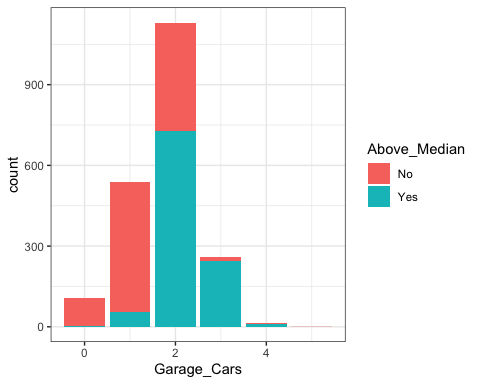 900
600
300
0
count
0
2
4
Garage_Cars
Above_Median
No
Yes